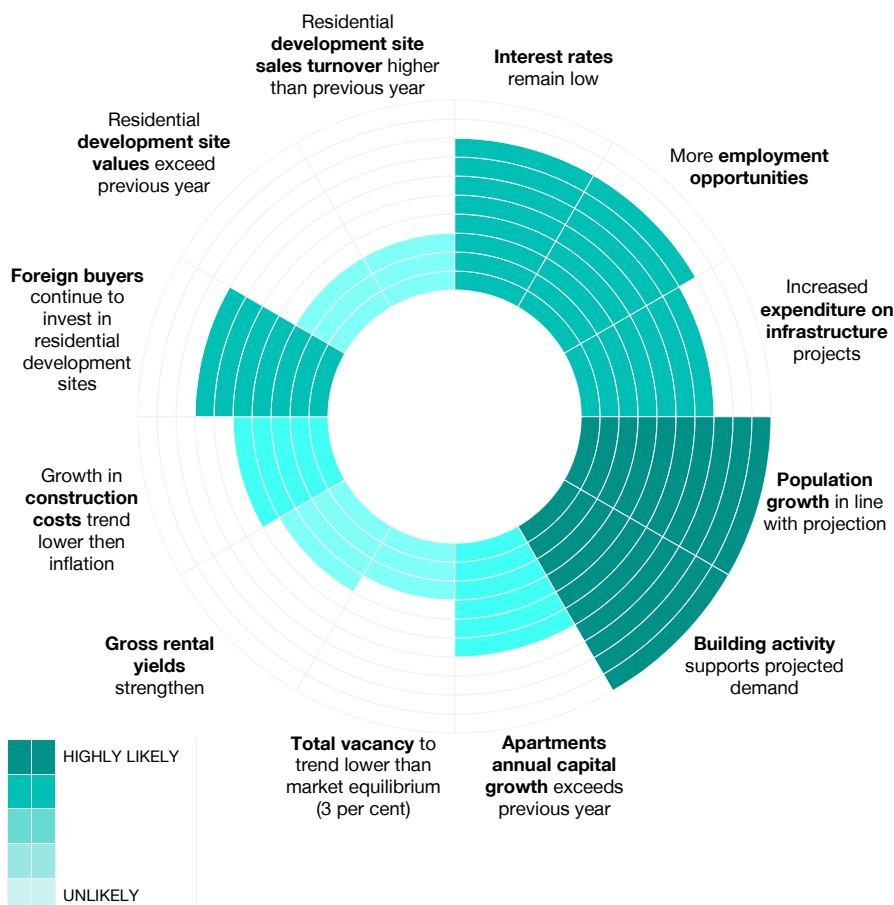 Residential
development site
sales turnover higher
than previous year
Interest rates
remain low
More employment
opportunities
Increased
expenditure on
infrastructure
projects
Population
growth in line
with projection
Building activity
supports projected
demand
Apartments
annual capital
growth exceeds
previous year
Total vacancy to
trend lower than
market equilibrium
(3 per cent)
Gross rental
yields
strengthen
Growth in
construction
costs trend
lower then
inflation
Foreign buyers
continue to
invest in
residential
development
sites
Residential
development site
values exceed
previous year
HIGHLY LIKELY
UNLIKELY